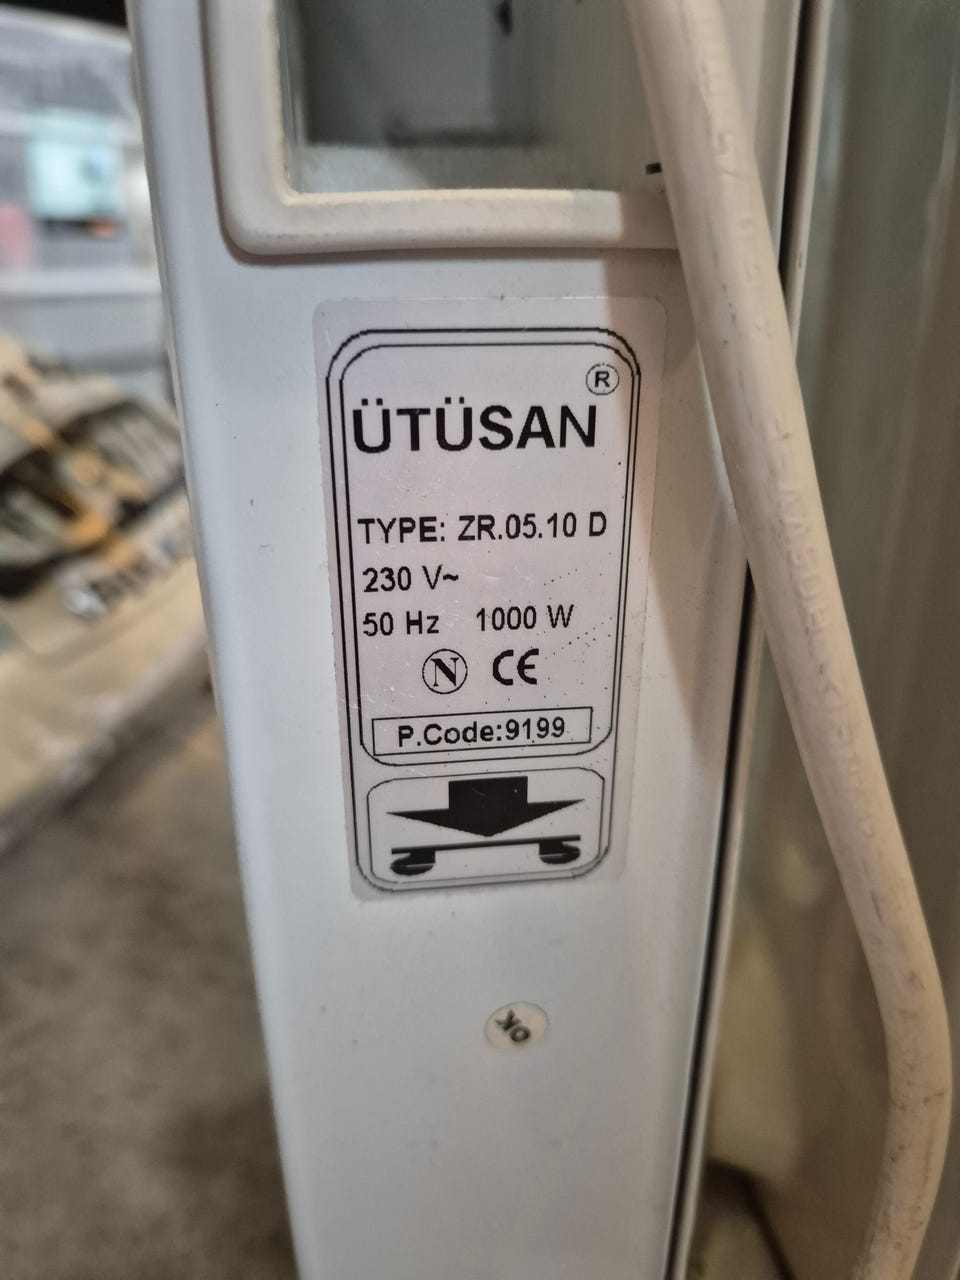 ®
ÜTÜSAN
TYPE: ZR.05.10 D
230 V~
50 Hz 1000 W
N CE
P.Code:9199
OK